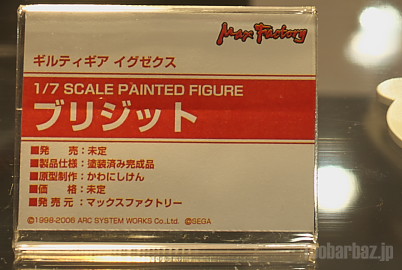 Max Factory
ギルティギア イグゼクス
1/7 SCALE PAINTED FIGURE
ブリジット
■発　売：未定
■製品仕様：塗装済み完成品
■原型制作：かわにしけん
■価　格：未定
■発売元：マックスファクトリー
©1998-2006 ARC SYSTEM WORKS Co.,Ltd. ©SEGA
obarbaz.jp